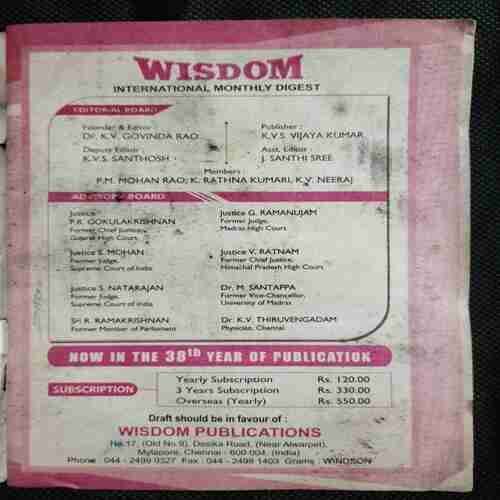 WISDOM
INTERNATIONAL MONTHLY DIGEST
EDITORIAL BOARD
Founder & Editor :
Dr. K.V. GOVINDA RAO
Publisher :
K.V.S. VIJAYA KUMAR
Deputy Editor :
K.V.S. SANTHOSH
Asst. Editor :
J. SANTHI SREE
Members :
P.M. MOHAN RAO, K. RATHNA KUMARI, K.V. NEERAJ
ADVISORY BOARD
Justice
P.R. GOKULAKRISHNAN
Former Chief Justice,
Gujarat High Court
Justice G. RAMANUJAM
Former Judge,
Madras High Court
Justice S. MOHAN
Former Judge,
Supreme Court of India
Justice V. RATNAM
Former Chief Justice,
Himachal Pradesh High Court
Justice S. NATARAJAN
Former Judge,
Supreme Court of India
Dr. M. SANTAPPA
Former Vice-Chancellor,
University of Madras
Sri R. RAMAKRISHNAN
Former Member of Parliament
Dr. K.V. THIRUVENGADAM
Physician, Chennai
NOW IN THE 38th YEAR OF PUBLICATION
SUBSCRIPTION
Yearly Subscription Rs. 120.00
3 Years Subscription Rs. 330.00
Overseas (Yearly) Rs. 550.00
Draft should be in favour of :
WISDOM PUBLICATIONS
No.17, (Old No.9), Desika Road, (Near Alwarpet),
Mylapore, Chennai - 600 004. (India)
Phone : 044 - 2499 0327 Fax : 044 - 2498 1403 Grams : WINDSON